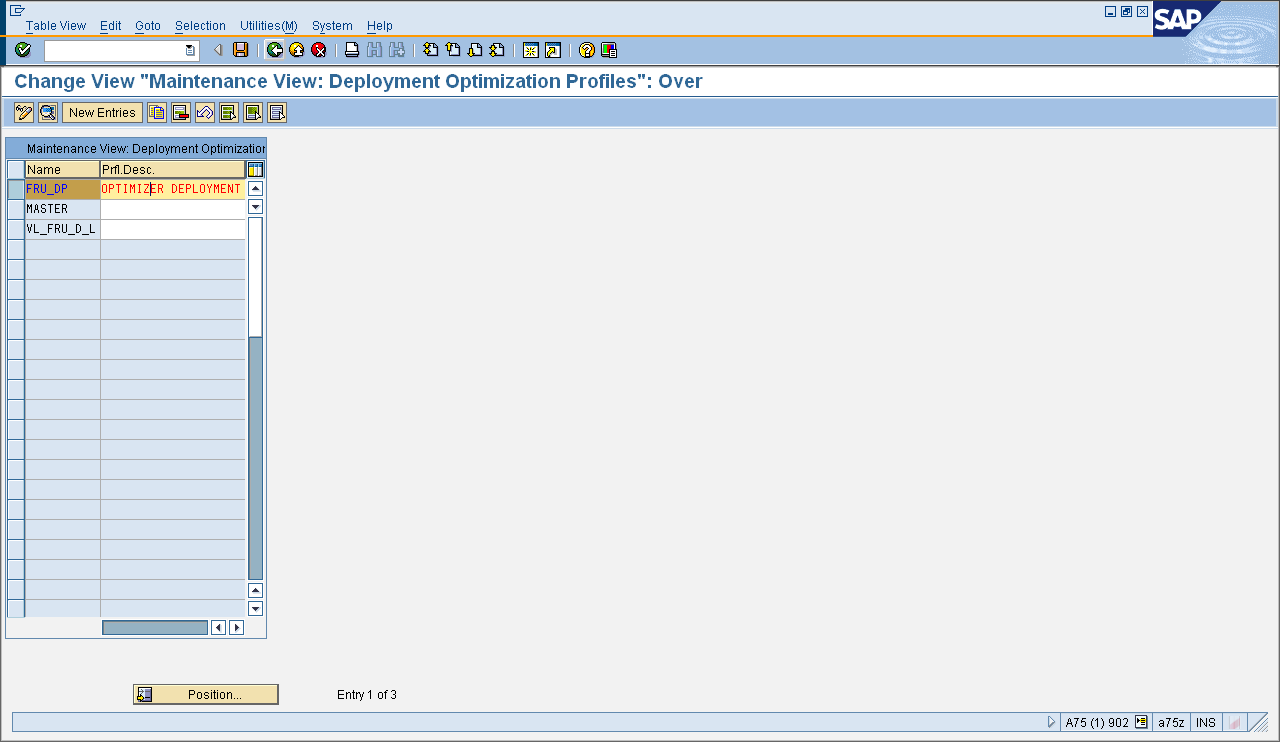 Table View Edit Goto Selection Utilities(M) System Help
SAP
Change View "Maintenance View: Deployment Optimization Profiles": Over
New Entries
Maintenance View: Deployment Optimization
Name Prfl.Desc.
FRU_DP OPTIMIZER DEPLOYMENT
MASTER
VL_FRU_D_L
Position... Entry 1 of 3
A75 (1) 902 a75z INS